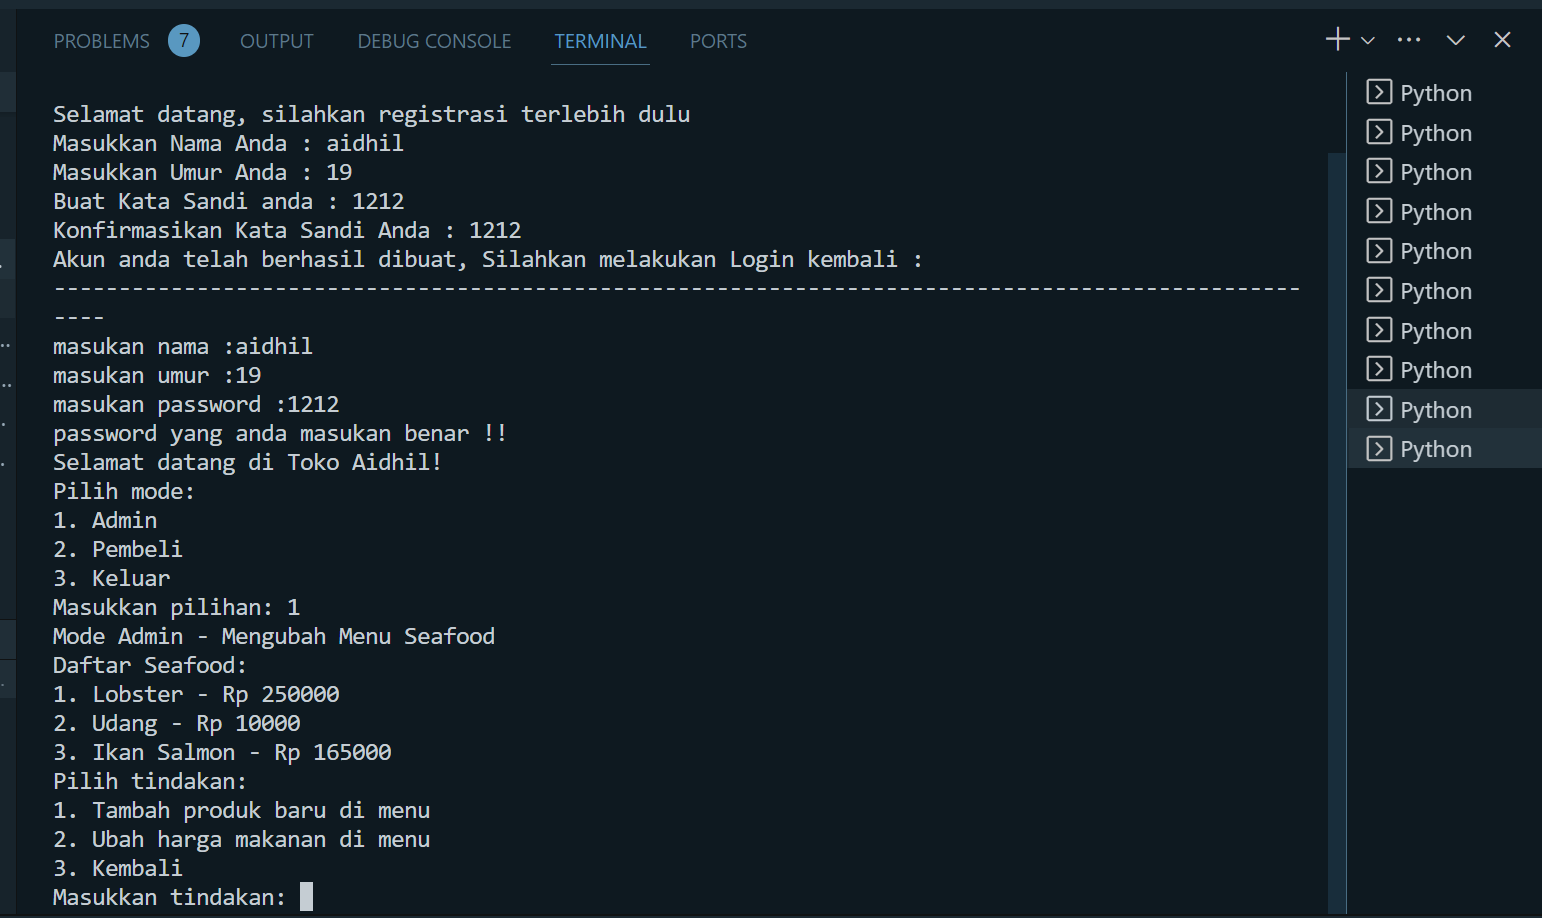 PROBLEMS 7 OUTPUT DEBUG CONSOLE TERMINAL PORTS
Selamat datang, silahkan registrasi terlebih dulu
Masukkan Nama Anda : aidhil
Masukkan Umur Anda : 19
Buat Kata Sandi anda : 1212
Konfirmasikan Kata Sandi Anda : 1212
Akun anda telah berhasil dibuat, Silahkan melakukan Login kembali :
------------------------------------------------------------------------------------------------
----
masukan nama :aidhil
masukan umur :19
masukan password :1212
password yang anda masukan benar !!
Selamat datang di Toko Aidhil!
Pilih mode:
1. Admin
2. Pembeli
3. Keluar
Masukkan pilihan: 1
Mode Admin - Mengubah Menu Seafood
Daftar Seafood:
1. Lobster - Rp 250000
2. Udang - Rp 10000
3. Ikan Salmon - Rp 165000
Pilih tindakan:
1. Tambah produk baru di menu
2. Ubah harga makanan di menu
3. Kembali
Masukkan tindakan:
Python
Python
Python
Python
Python
Python
Python
Python
Python
Python